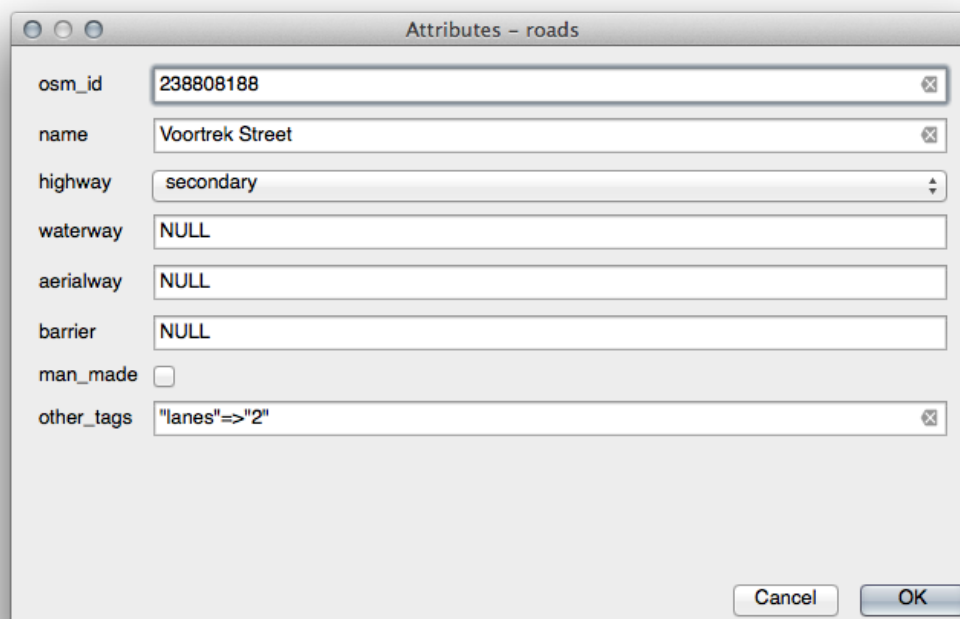 Attributes – roads
osm_id 238808188
name Voortrek Street
highway secondary
waterway NULL
aerialway NULL
barrier NULL
man_made
other_tags "lanes"=>"2"
Cancel OK